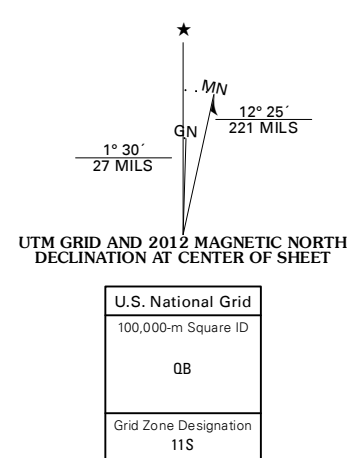 MN
GN
12° 25´
221 MILS
1° 30´
27 MILS
UTM GRID AND 2012 MAGNETIC NORTH
DECLINATION AT CENTER OF SHEET
U.S. National Grid
100,000-m Square ID
QB
Grid Zone Designation
11S